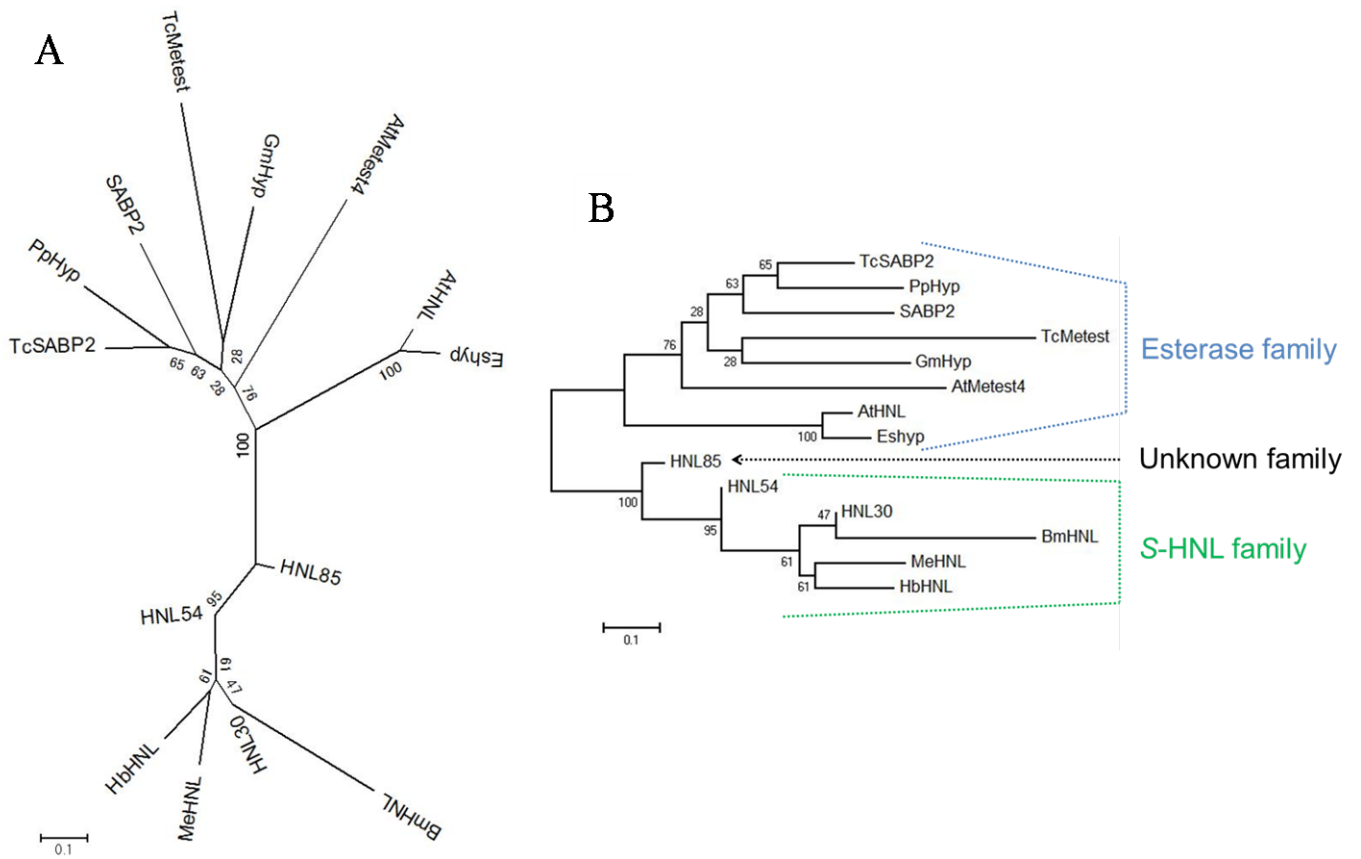 A
TcMetest
GmHyp
AtMetest4
SABP2
PpHyp
TcSABP2
AtHNL
Eshyp
65
63
28
28
76
100
100
HNL85
HNL54
95
61
61
47
HbHNL
MeHNL
HNL30
BmHNL
0.1
B
65
TcSABP2
63
PpHyp
28
SABP2
76
TcMetest
28
GmHyp
AtMetest4
AtHNL
100
Eshyp
HNL85
100
HNL54
95
47
HNL30
BmHNL
61
MeHNL
61
HbHNL
0.1
Esterase family
Unknown family
S-HNL family